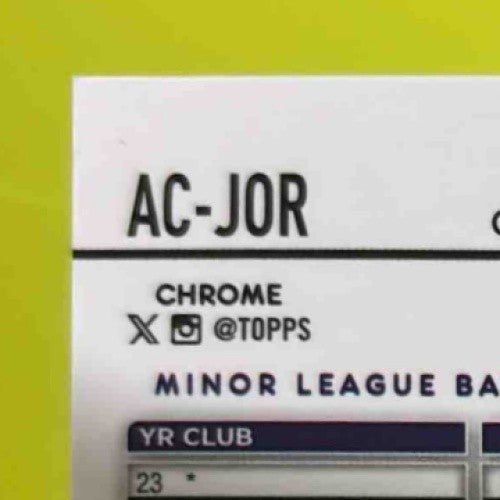 AC-JOR
CHROME
X @TOPPS
MINOR LEAGUE BA
YR CLUB
23 *